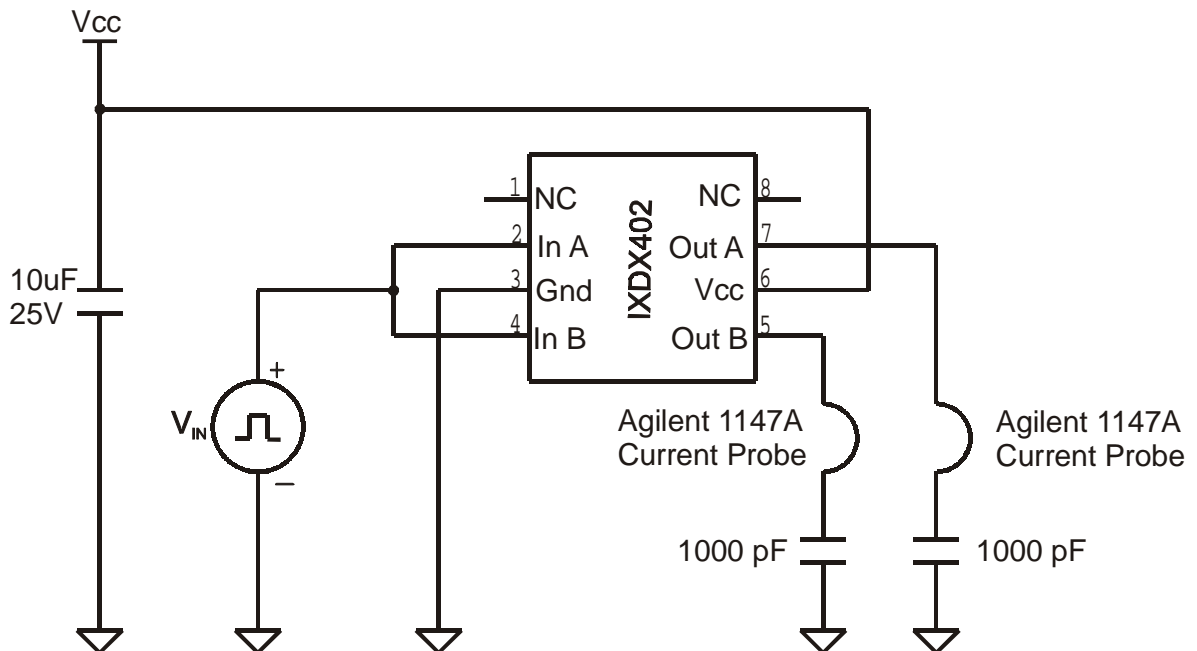 Vcc
1
NC
NC
8
2
In A
Out A
7
10uF
25V
3
Gnd
IXDX402
Vcc
6
4
In B
Out B
5
+
VIN
−
Agilent 1147A
Current Probe
Agilent 1147A
Current Probe
1000 pF
1000 pF